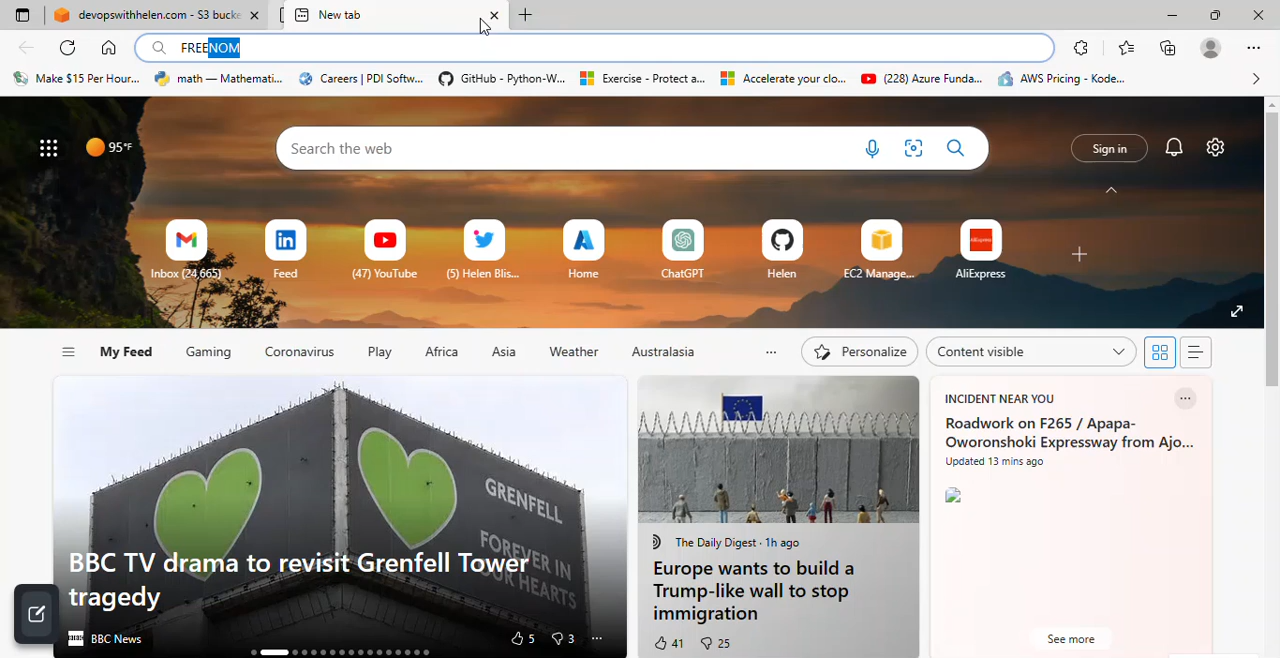 devopswithhelen.com - S3 bucke
New tab
FREENOM
Make $15 Per Hour...
math — Mathemati...
Careers | PDI Softw...
GitHub - Python-W...
Exercise - Protect a...
Accelerate your clo...
(228) Azure Funda...
AWS Pricing - Kode...
95°F
Search the web
Sign in
Inbox (24,665)
Feed
(47) YouTube
(5) Helen Blis...
Home
ChatGPT
Helen
EC2 Manage...
AliExpress
AliExpress
My Feed
Gaming
Coronavirus
Play
Africa
Asia
Weather
Australasia
...
Personalize
Content visible
GRENFELL
FOREVER IN
OUR HEARTS
BBC TV drama to revisit Grenfell Tower
tragedy
BBC News
5
3
The Daily Digest · 1h ago
Europe wants to build a
Trump-like wall to stop
immigration
41
25
INCIDENT NEAR YOU
Roadwork on F265 / Apapa-
Oworonshoki Expressway from Ajo...
Updated 13 mins ago
See more